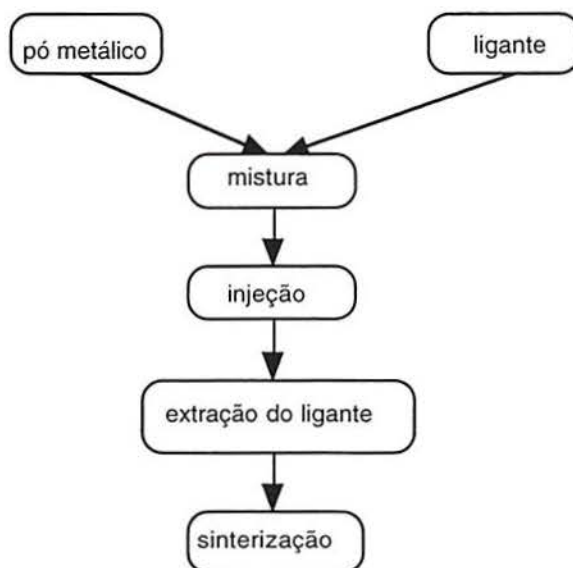 pó metálico
ligante
mistura
injeção
extração do ligante
sinterização